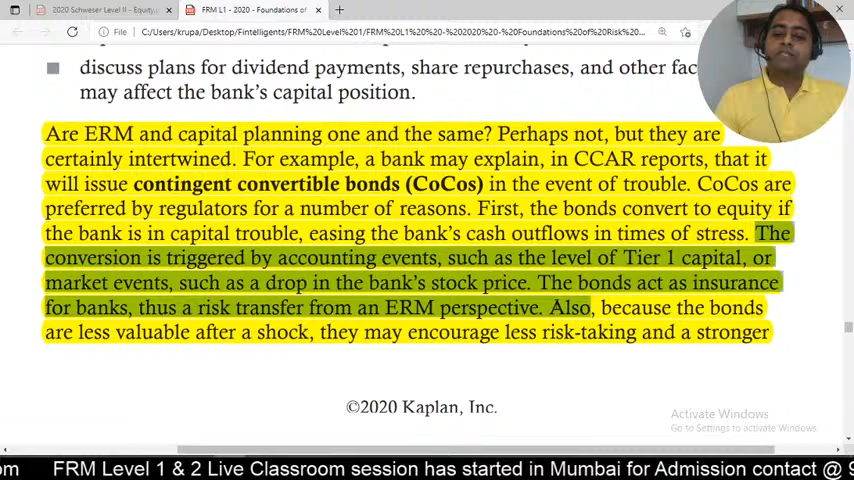 2020 Schweser Level II - Equity
FRM L1 - 2020 - Foundations of
File
C:/Users/krupa/Desktop/Fintelligents/FRM%20Level%201/FRM%20L1%20%20-%202020%20-%20Foundations%20of%20Risk...
discuss plans for dividend payments, share repurchases, and other fac
may affect the bank's capital position.
Are ERM and capital planning one and the same? Perhaps not, but they are
certainly intertwined. For example, a bank may explain, in CCAR reports, that it
will issue contingent convertible bonds (CoCos) in the event of trouble. CoCos are
preferred by regulators for a number of reasons. First, the bonds convert to equity if
the bank is in capital trouble, easing the bank's cash outflows in times of stress. The
conversion is triggered by accounting events, such as the level of Tier 1 capital, or
market events, such as a drop in the bank's stock price. The bonds act as insurance
for banks, thus a risk transfer from an ERM perspective. Also, because the bonds
are less valuable after a shock, they may encourage less risk-taking and a stronger
©2020 Kaplan, Inc.
Activate Windows
Go to Settings to activate Windows.
om FRM Level 1 & 2 Live Classroom session has started in Mumbai for Admission contact @ 9